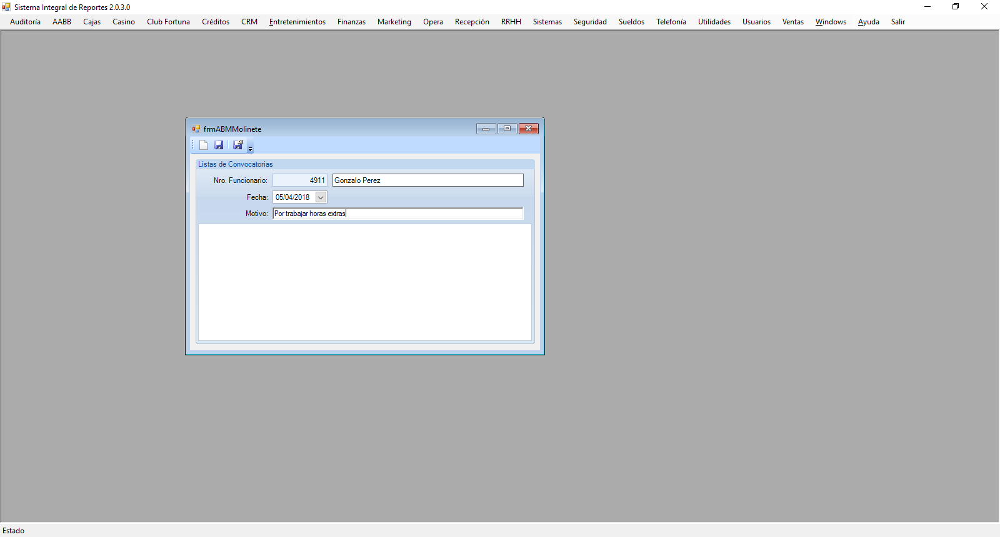 Sistema Integral de Reportes 2.0.3.0
Auditoría AABB Cajas Casino Club Fortuna Créditos CRM Entretenimientos Finanzas Marketing Opera Recepción RRHH Sistemas Seguridad Sueldos Telefonía Utilidades Usuarios Ventas Windows Ayuda Salir
frmABMMolinete
Listas de Convocatorias
Nro. Funcionario: 4911 Gonzalo Perez
Fecha: 05/04/2018
Motivo: Por trabajar horas extras
Estado